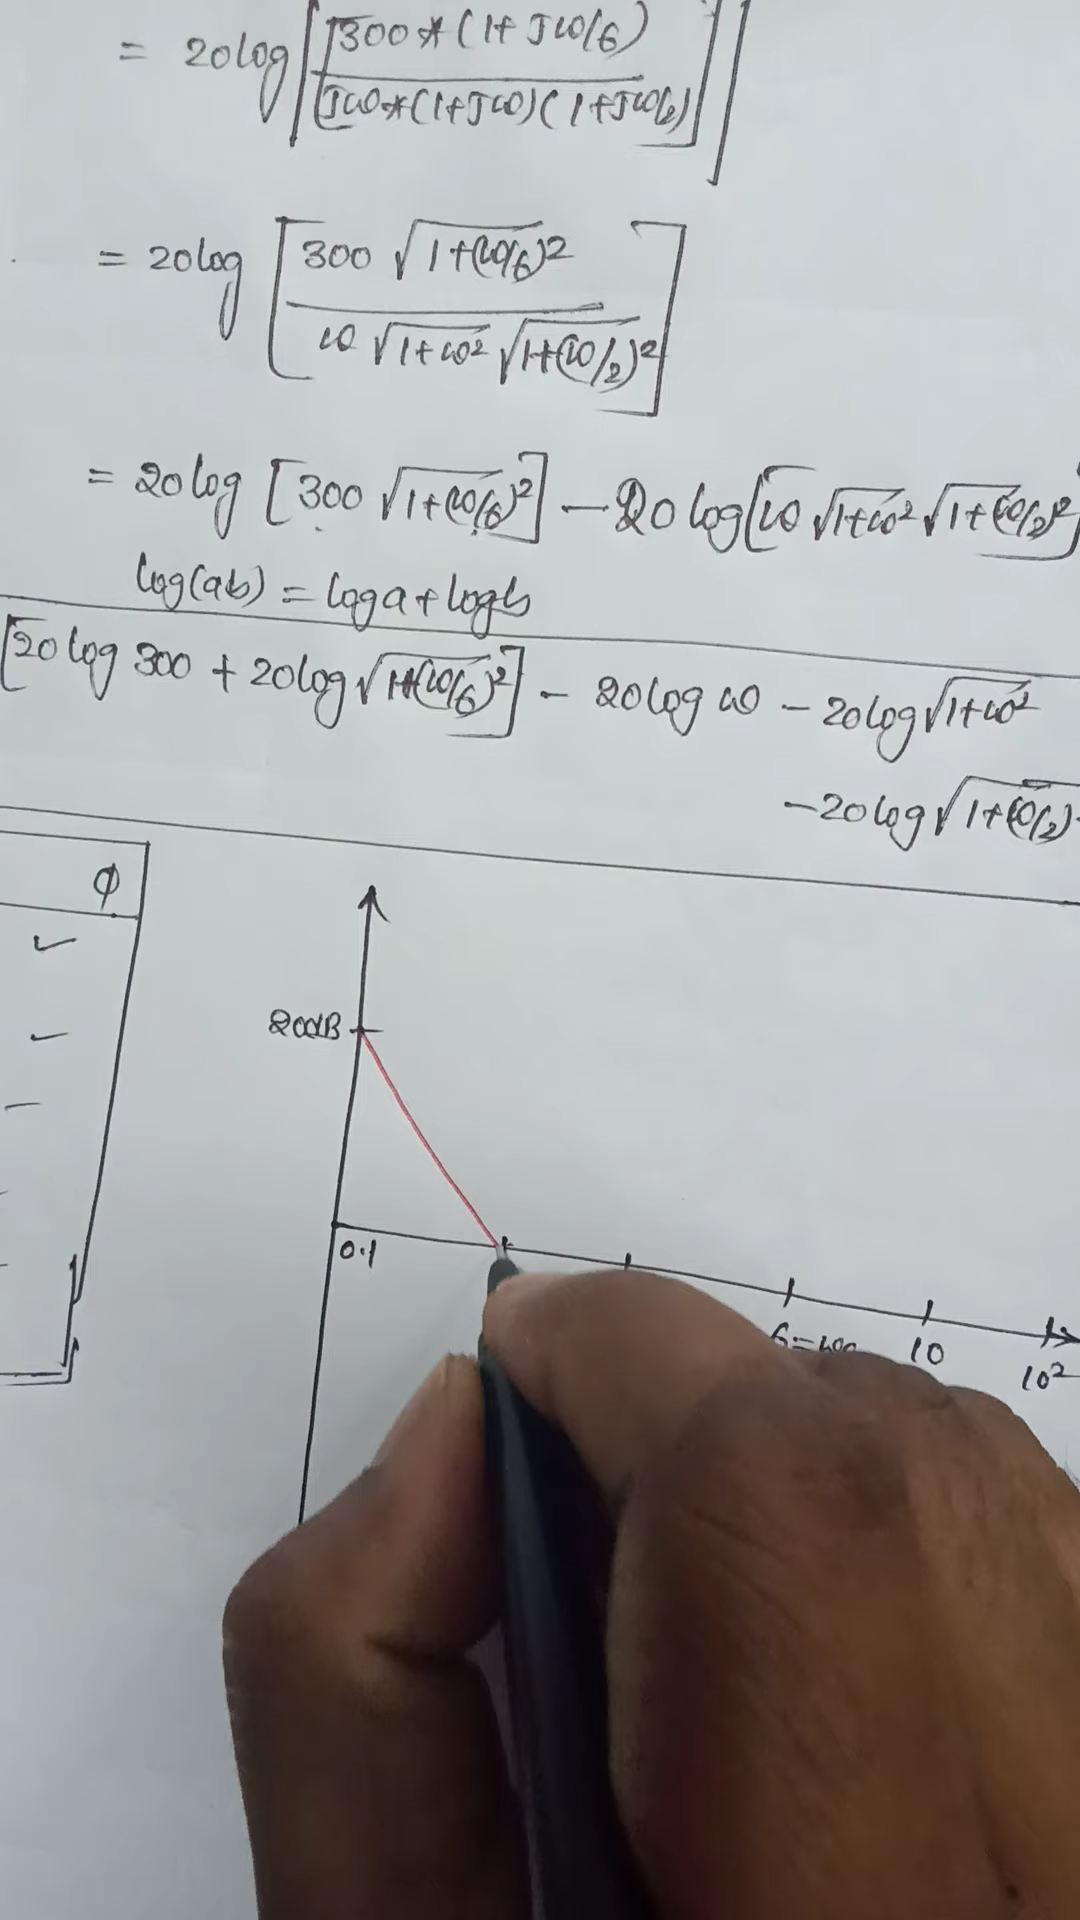 = 20log[300*(1+Jω/6) / Jω*(1+Jω)(1+Jω/2)]
= 20log [300 √1+(ω/6)² / ω √1+ω² √1+(ω/2)²]
= 20log [300 √1+(ω/6)²] - 20log[ω √1+ω² √1+(ω/2)²
log(ab) = loga+logb
[20log 300 + 20log√1+(ω/6)²] - 20log ω - 20log√1+ω²
-20log√1+(ω/2)
ϕ
20dB
0.1
6=ω
10
10²